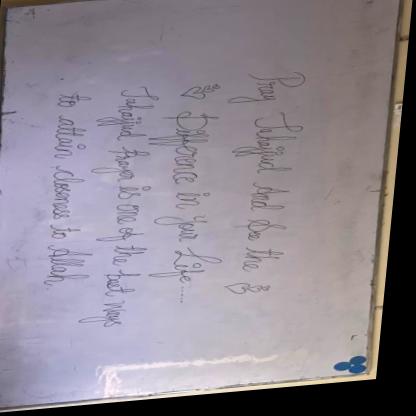 Pray Tahajjud And See the
Difference in Your Life....
Tahajjud Prayer is one of the best ways
to attain closeness to Allah.